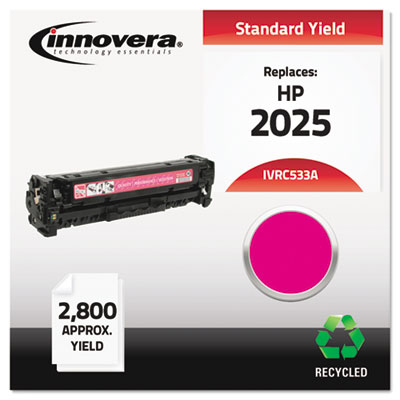 innovera
technology essentials
Standard Yield
Replaces:
HP
2025
IVRC533A
2,800
APPROX.
YIELD
RECYCLED